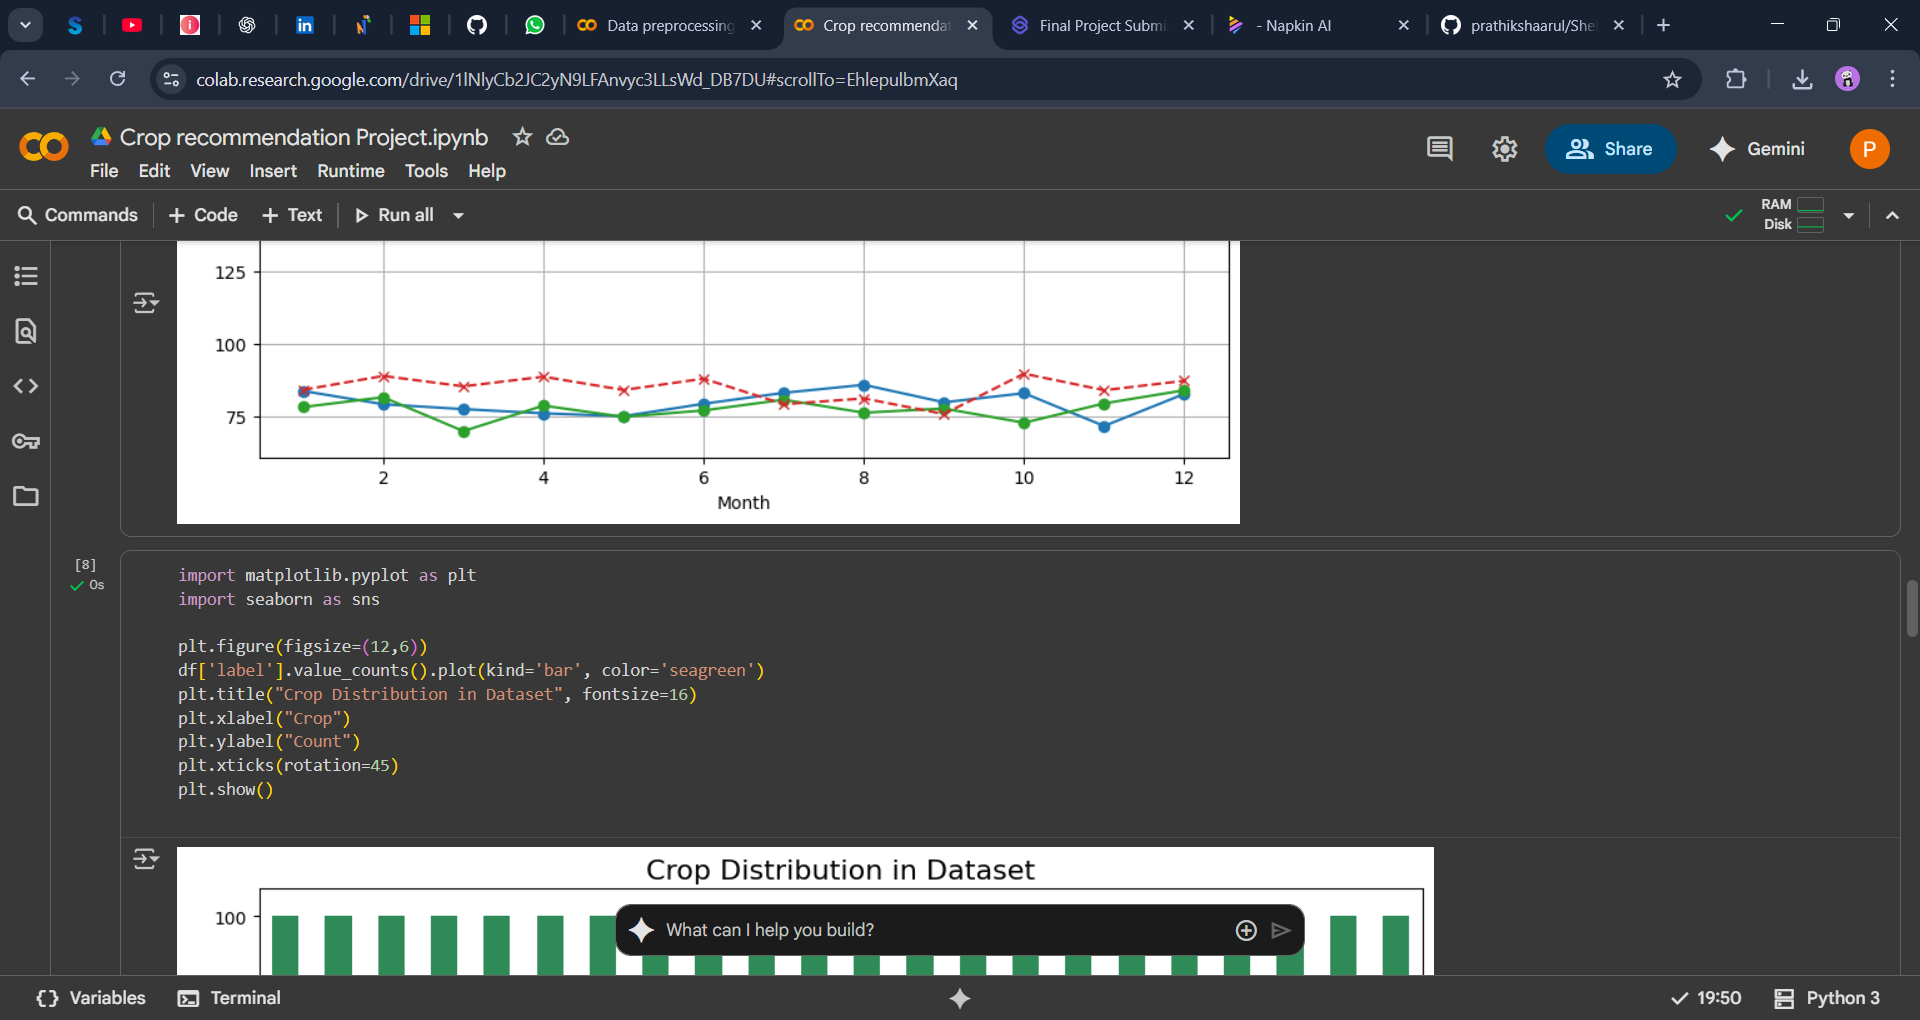 Data preprocessing
Crop recommendat
Final Project Submi
- Napkin AI
prathikshaarul/She
colab.research.google.com/drive/1lNlyCb2JC2yN9LFAnvyc3LLsWd_DB7DU#scrollTo=EhlepulbmXaq
Crop recommendation Project.ipynb
File Edit View Insert Runtime Tools Help
Share
Gemini
P
Commands + Code + Text Run all
RAM
Disk
125
100
75
2 4 6 8 10 12
Month
[8]
0s
import matplotlib.pyplot as plt
import seaborn as sns
plt.figure(figsize=(12,6))
df['label'].value_counts().plot(kind='bar', color='seagreen')
plt.title("Crop Distribution in Dataset", fontsize=16)
plt.xlabel("Crop")
plt.ylabel("Count")
plt.xticks(rotation=45)
plt.show()
Crop Distribution in Dataset
100
What can I help you build?
{} Variables Terminal
19:50 Python 3